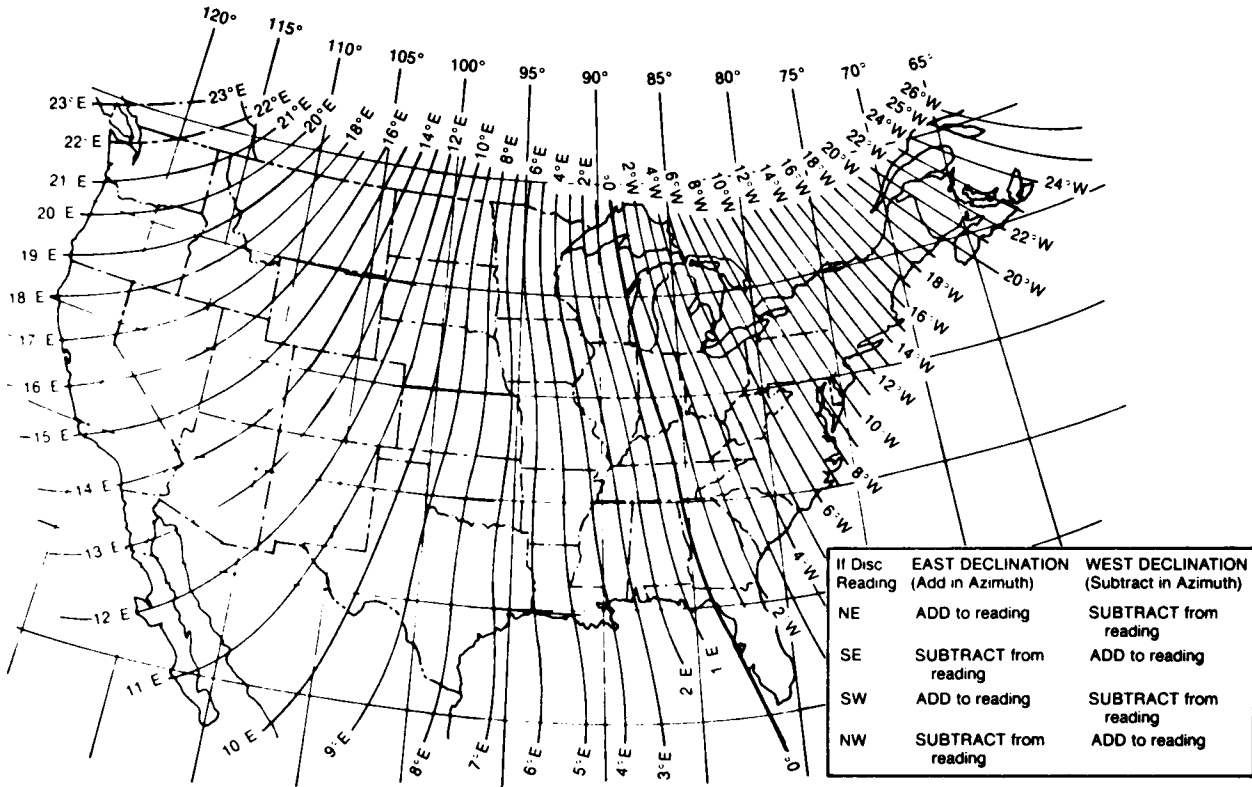 120°
115°
110°
105°
100°
95°
90°
85°
80°
75°
70°
65°
23°E
22°E
21°E
20°E
18°E
16°E
14°E
12°E
10°E
8°E
6°E
4°E
2°E
0°
2°W
4°W
6°W
8°W
10°W
12°W
14°W
16°W
18°W
20°W
22°W
24°W
25°W
26°W
23°E
22°E
21 E
20 E
19 E
18 E
17 E
16 E
15 E
14 E
13 E
12 E
11 E
10 E
9°E
8°E
7°E
6°E
5°E
4°E
3°E
2 E
1 E
0°
2 W
4°W
6°W
8°W
10°W
12°W
14°W
16°W
18°W
20°W
22°W
24°W
If Disc EAST DECLINATION WEST DECLINATION
Reading (Add in Azimuth) (Subtract in Azimuth)
NE ADD to reading SUBTRACT from
reading
SE SUBTRACT from ADD to reading
reading
SW ADD to reading SUBTRACT from
reading
NW SUBTRACT from ADD to reading
reading